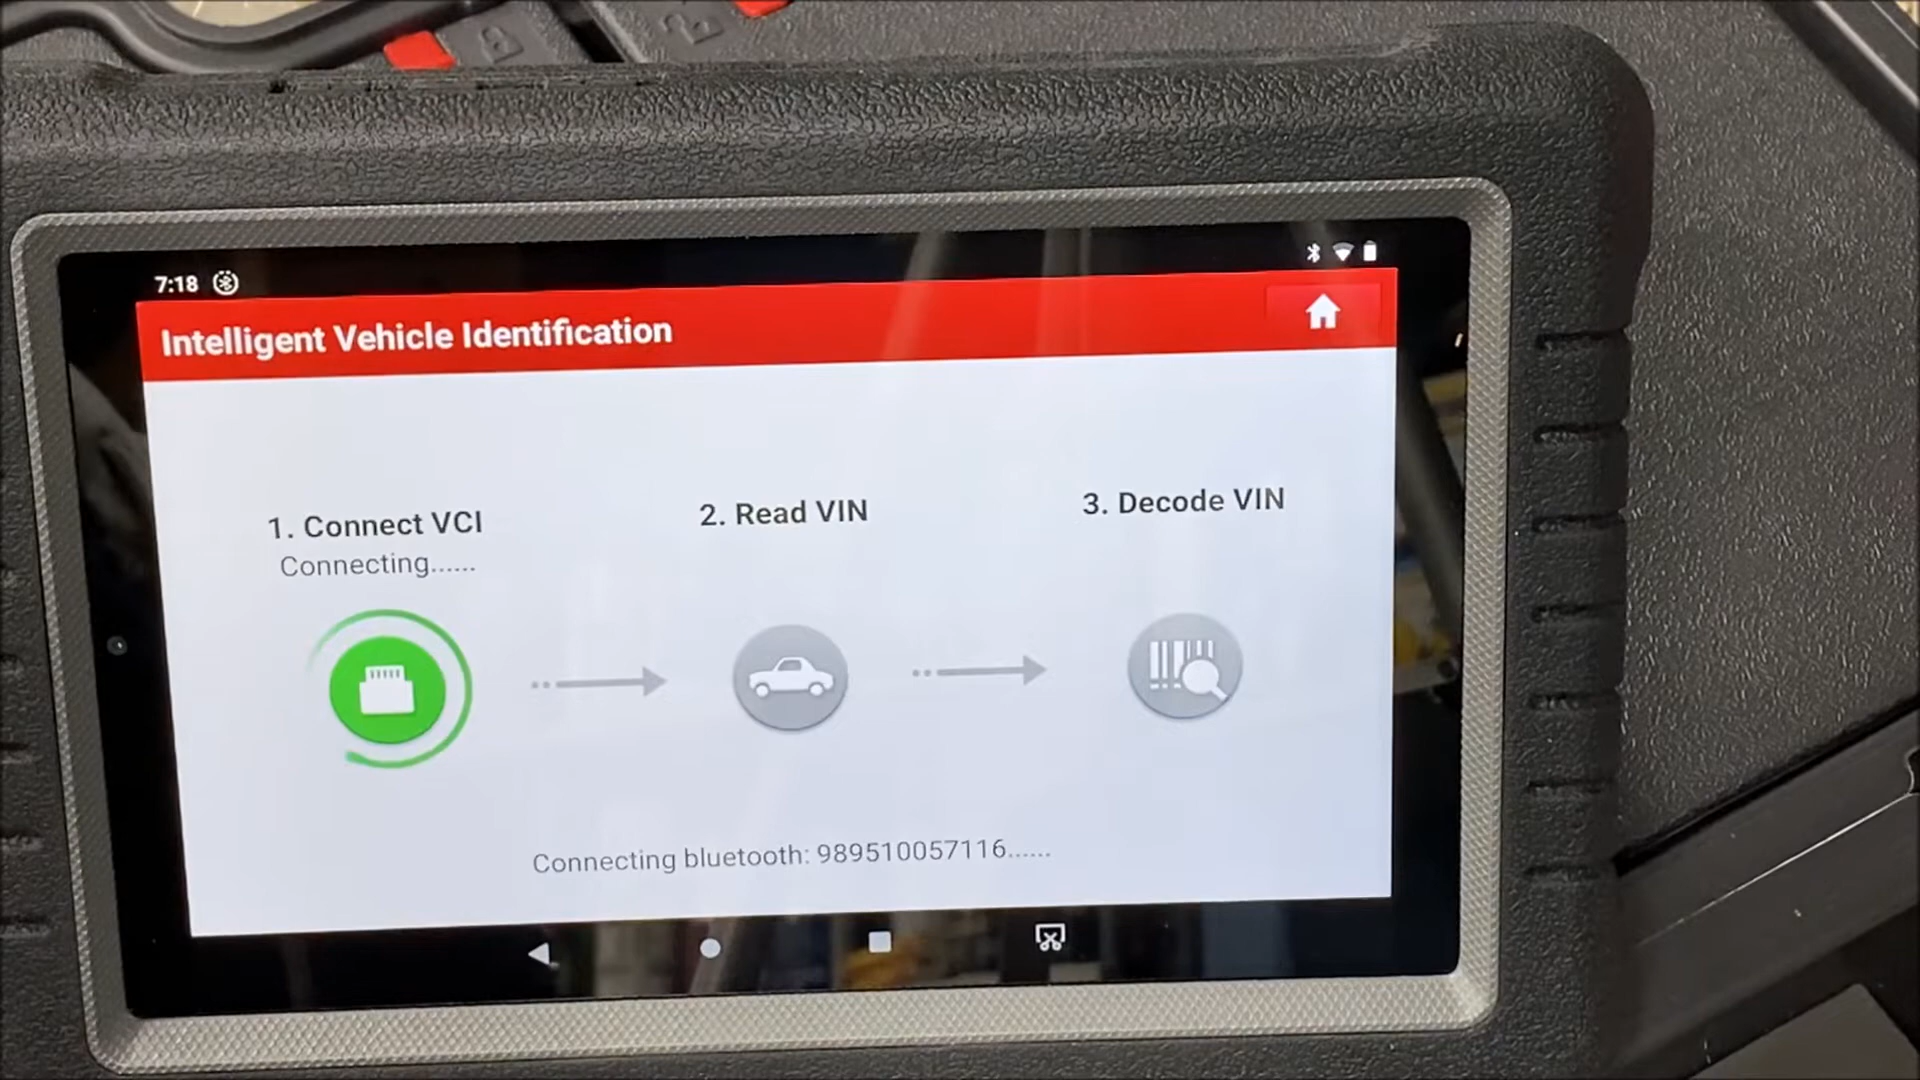 7:18
Intelligent Vehicle Identification
1. Connect VCI
Connecting......
2. Read VIN
3. Decode VIN
Connecting bluetooth: 989510057116......